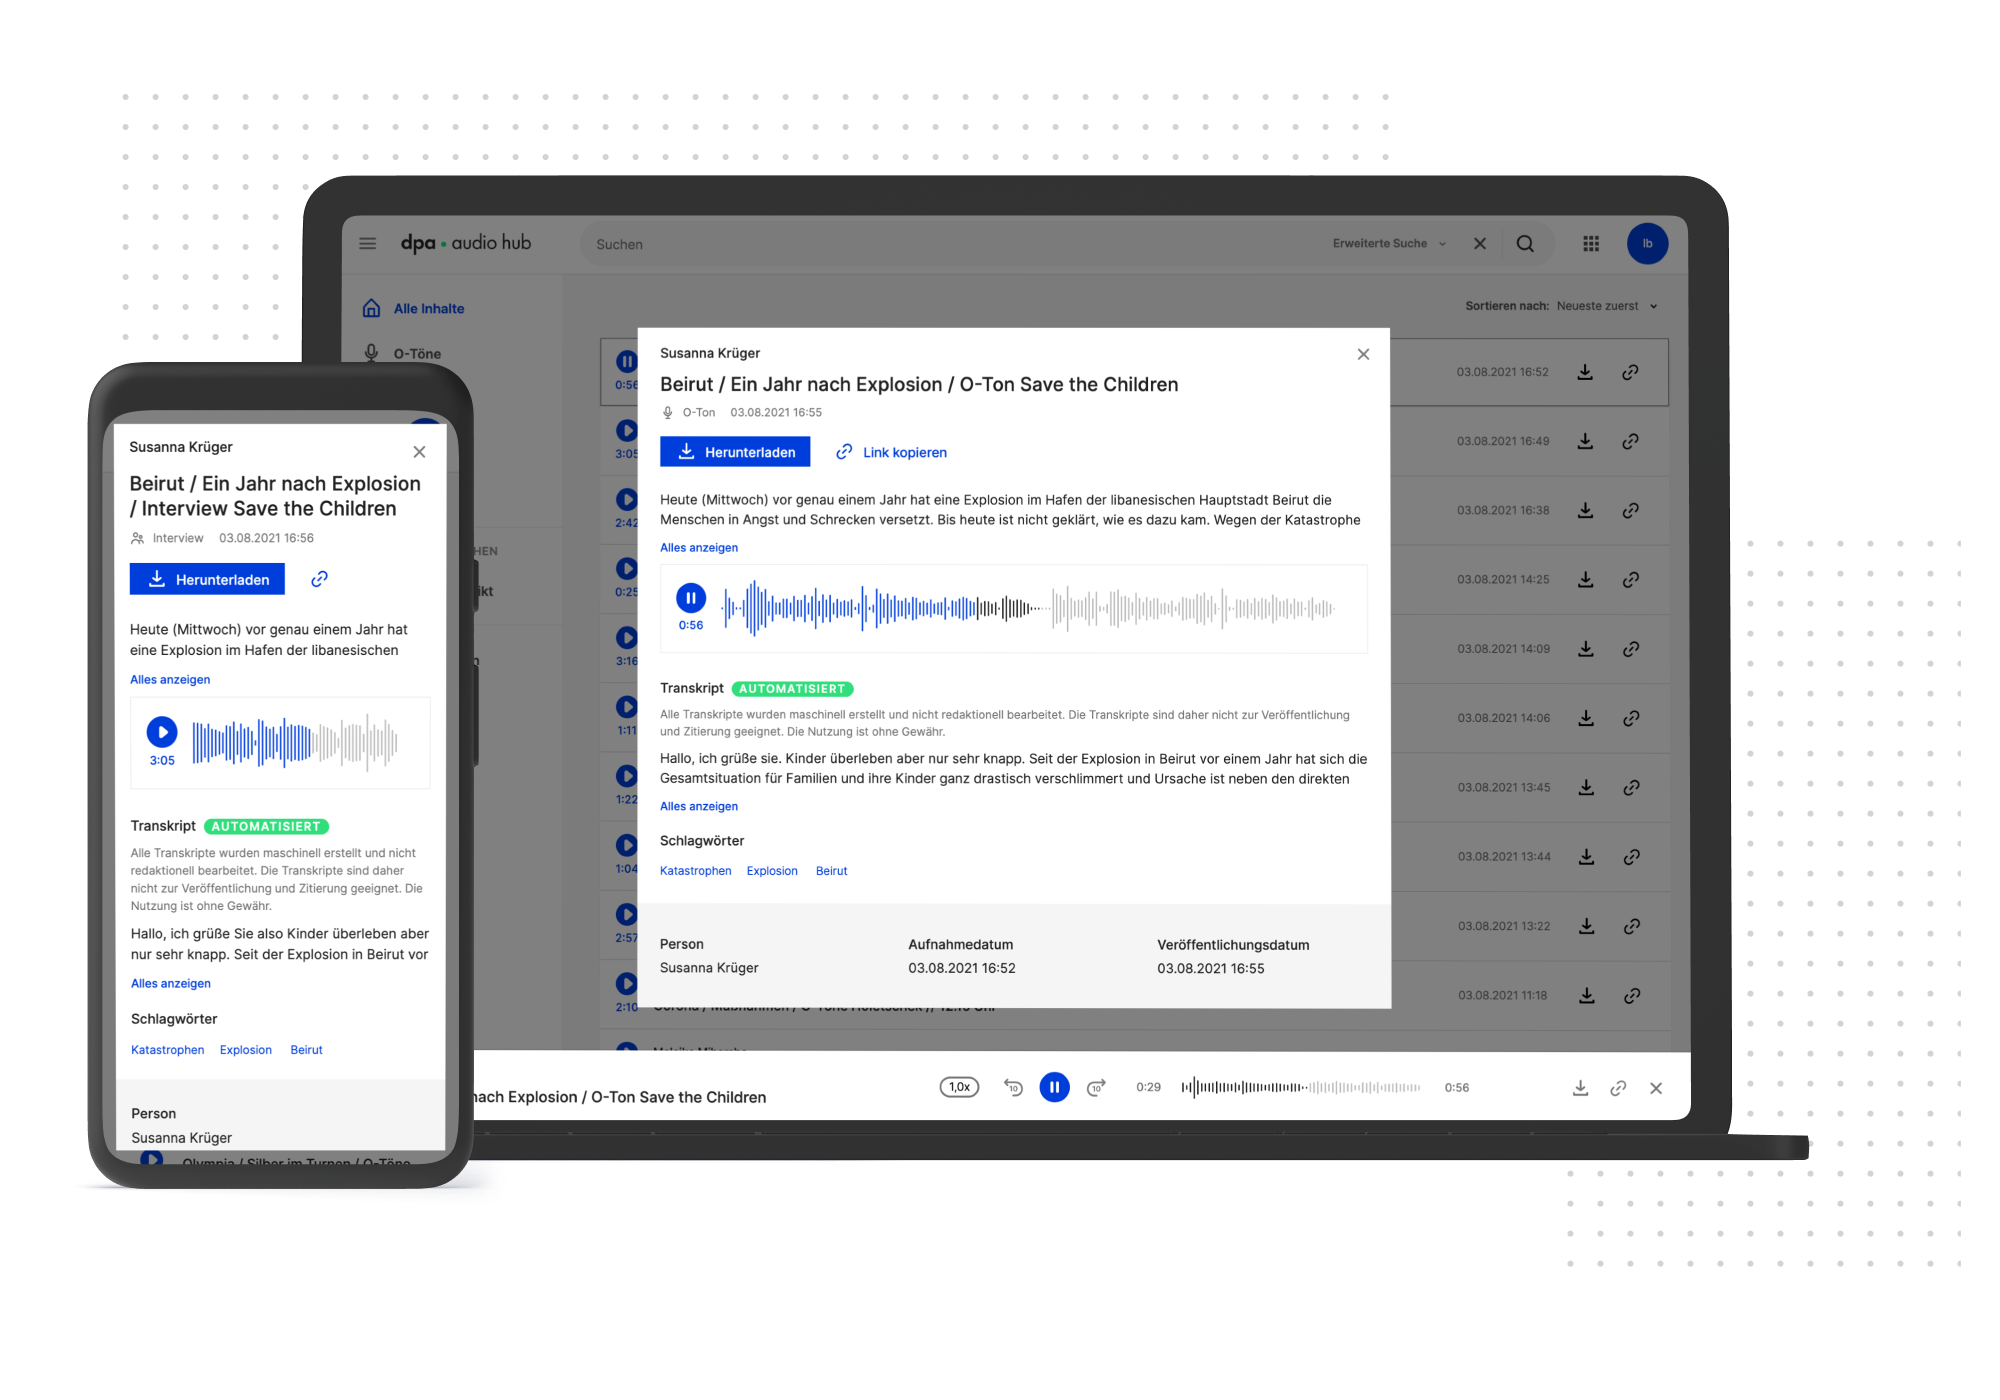 dpa • audio hub
Suchen
Erweiterte Suche
lb
Alle Inhalte
O-Töne
Sortieren nach: Neueste zuerst
0:56
03.08.2021 16:52
3:05
03.08.2021 16:49
2:42
03.08.2021 16:38
0:25
03.08.2021 14:25
3:16
03.08.2021 14:09
1:11
03.08.2021 14:06
1:22
03.08.2021 13:45
1:04
03.08.2021 13:44
2:57
03.08.2021 13:22
2:10
03.08.2021 11:18
Susanna Krüger
Beirut / Ein Jahr nach Explosion / O-Ton Save the Children
O-Ton 03.08.2021 16:55
Herunterladen
Link kopieren
Heute (Mittwoch) vor genau einem Jahr hat eine Explosion im Hafen der libanesischen Hauptstadt Beirut die
Menschen in Angst und Schrecken versetzt. Bis heute ist nicht geklärt, wie es dazu kam. Wegen der Katastrophe
Alles anzeigen
0:56
Transkript AUTOMATISIERT
Alle Transkripte wurden maschinell erstellt und nicht redaktionell bearbeitet. Die Transkripte sind daher nicht zur Veröffentlichung
und Zitierung geeignet. Die Nutzung ist ohne Gewähr.
Hallo, ich grüße sie. Kinder überleben aber nur sehr knapp. Seit der Explosion in Beirut vor einem Jahr hat sich die
Gesamtsituation für Familien und ihre Kinder ganz drastisch verschlimmert und Ursache ist neben den direkten
Alles anzeigen
Schlagwörter
Katastrophen Explosion Beirut
Person
Susanna Krüger
Aufnahmedatum
03.08.2021 16:52
Veröffentlichungsdatum
03.08.2021 16:55
nach Explosion / O-Ton Save the Children
1,0x
10
10
0:29
0:56
Susanna Krüger
Beirut / Ein Jahr nach Explosion
/ Interview Save the Children
Interview 03.08.2021 16:56
Herunterladen
Heute (Mittwoch) vor genau einem Jahr hat
eine Explosion im Hafen der libanesischen
Alles anzeigen
3:05
Transkript AUTOMATISIERT
Alle Transkripte wurden maschinell erstellt und nicht
redaktionell bearbeitet. Die Transkripte sind daher
nicht zur Veröffentlichung und Zitierung geeignet. Die
Nutzung ist ohne Gewähr.
Hallo, ich grüße Sie also Kinder überleben aber
nur sehr knapp. Seit der Explosion in Beirut vor
Alles anzeigen
Schlagwörter
Katastrophen Explosion Beirut
Person
Susanna Krüger
Olympia / Silber im Turnen / O-Töne